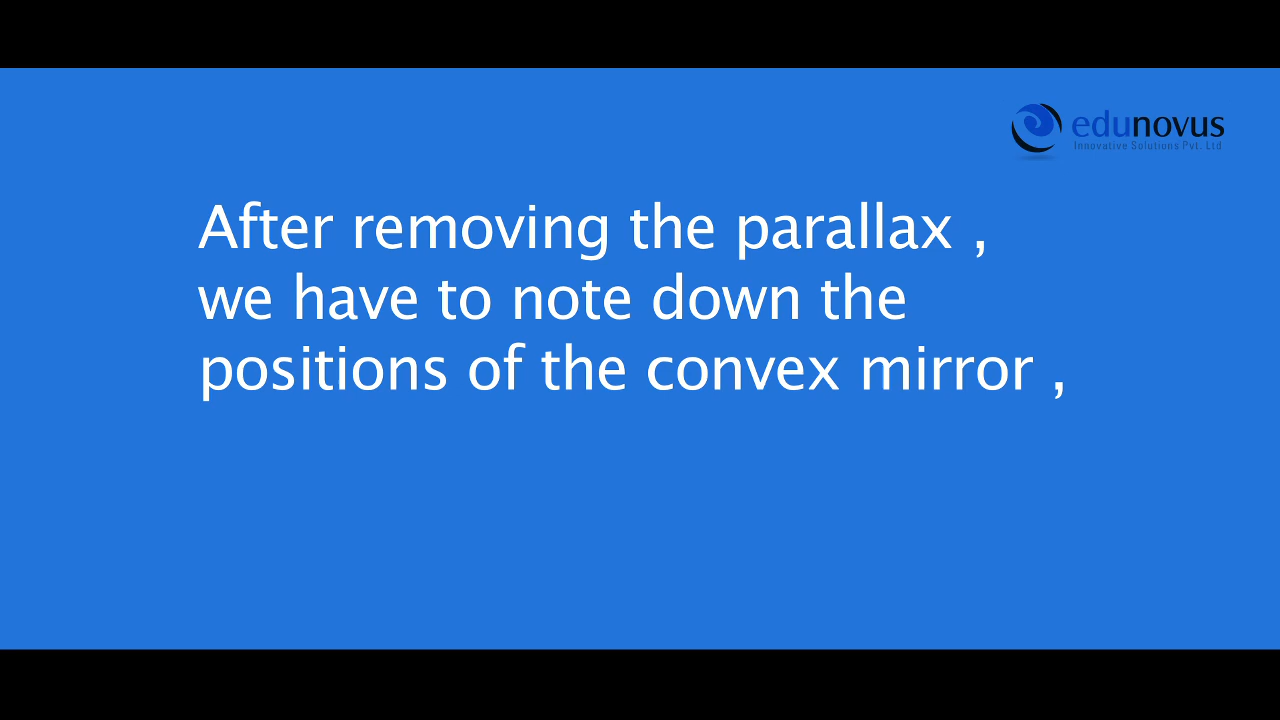 edunovus
Innovative Solutions Pvt. Ltd
After removing the parallax ,
we have to note down the
positions of the convex mirror ,